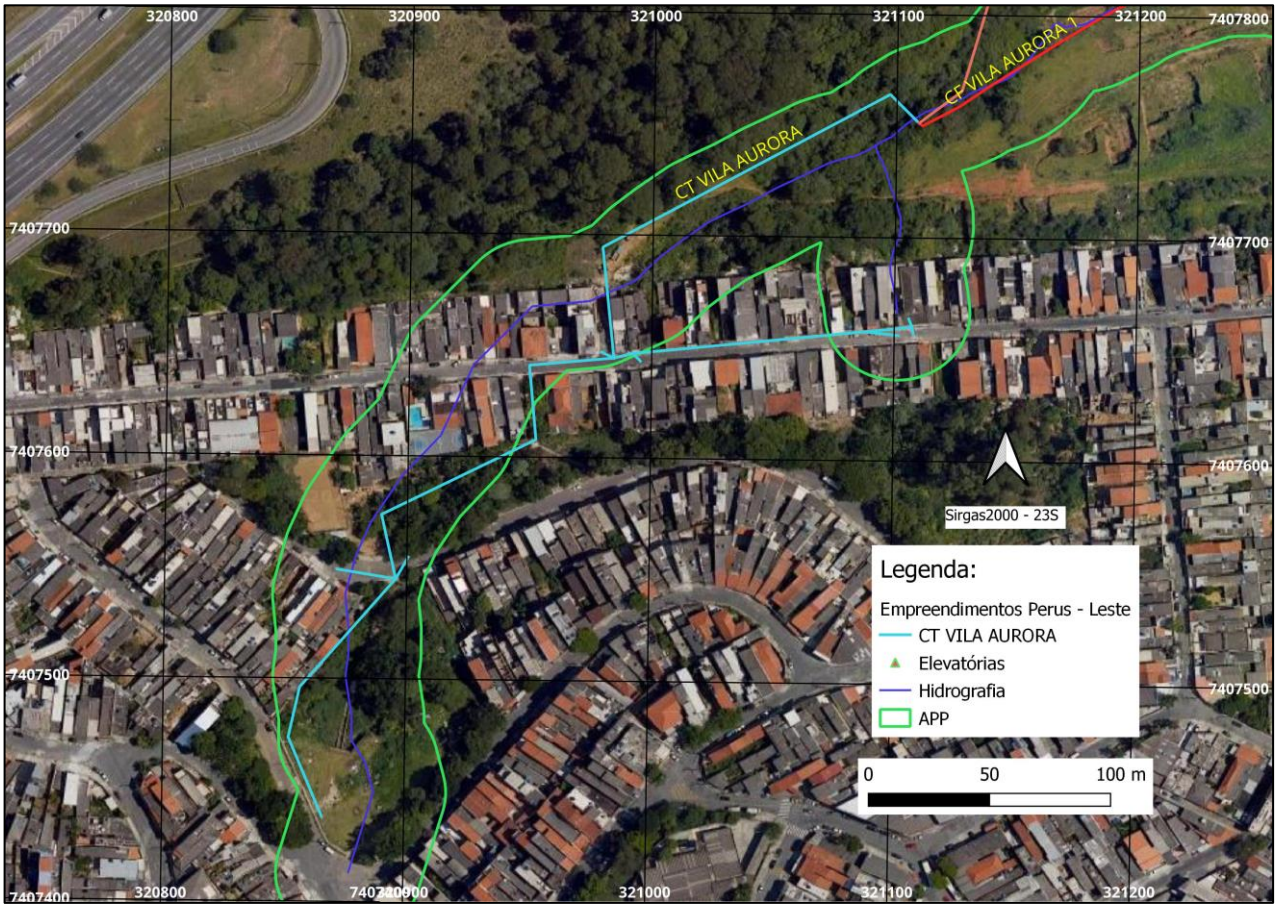 320800
320900
321000
321100
321200
7407800
CF VILA AURORA 1
CT VILA AURORA
7407700
7407700
7407600
7407600
Sirgas2000 - 23S
Legenda:
Empreendimentos Perus - Leste
CT VILA AURORA
Elevatórias
Hidrografia
APP
7407500
7407500
0 50 100 m
7407400
320800
321000
321100
321200